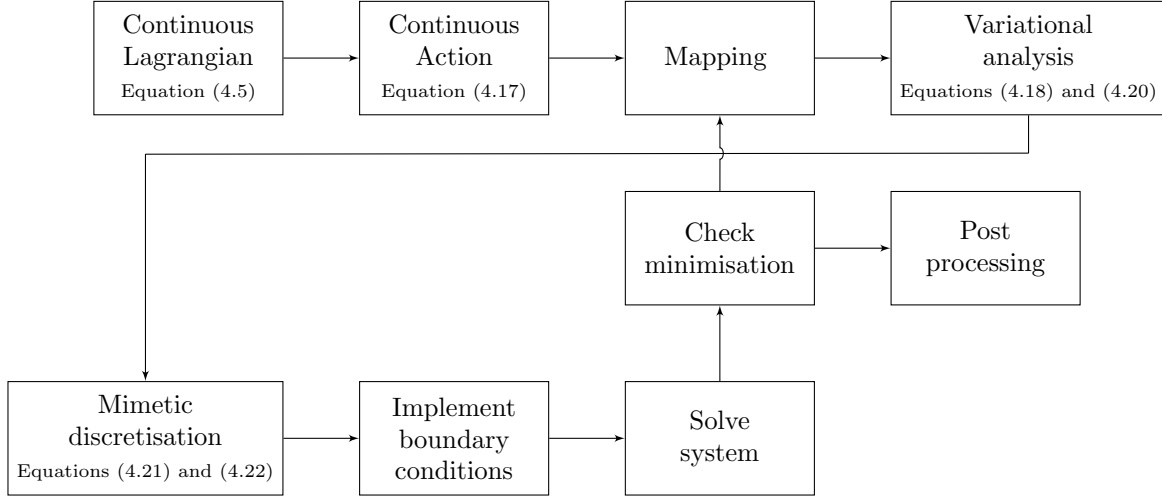 Continuous
Lagrangian
Equation (4.5)
Continuous
Action
Equation (4.17)
Mapping
Variational
analysis
Equations (4.18) and (4.20)
Check
minimisation
Post
processing
Mimetic
discretisation
Equations (4.21) and (4.22)
Implement
boundary
conditions
Solve
system